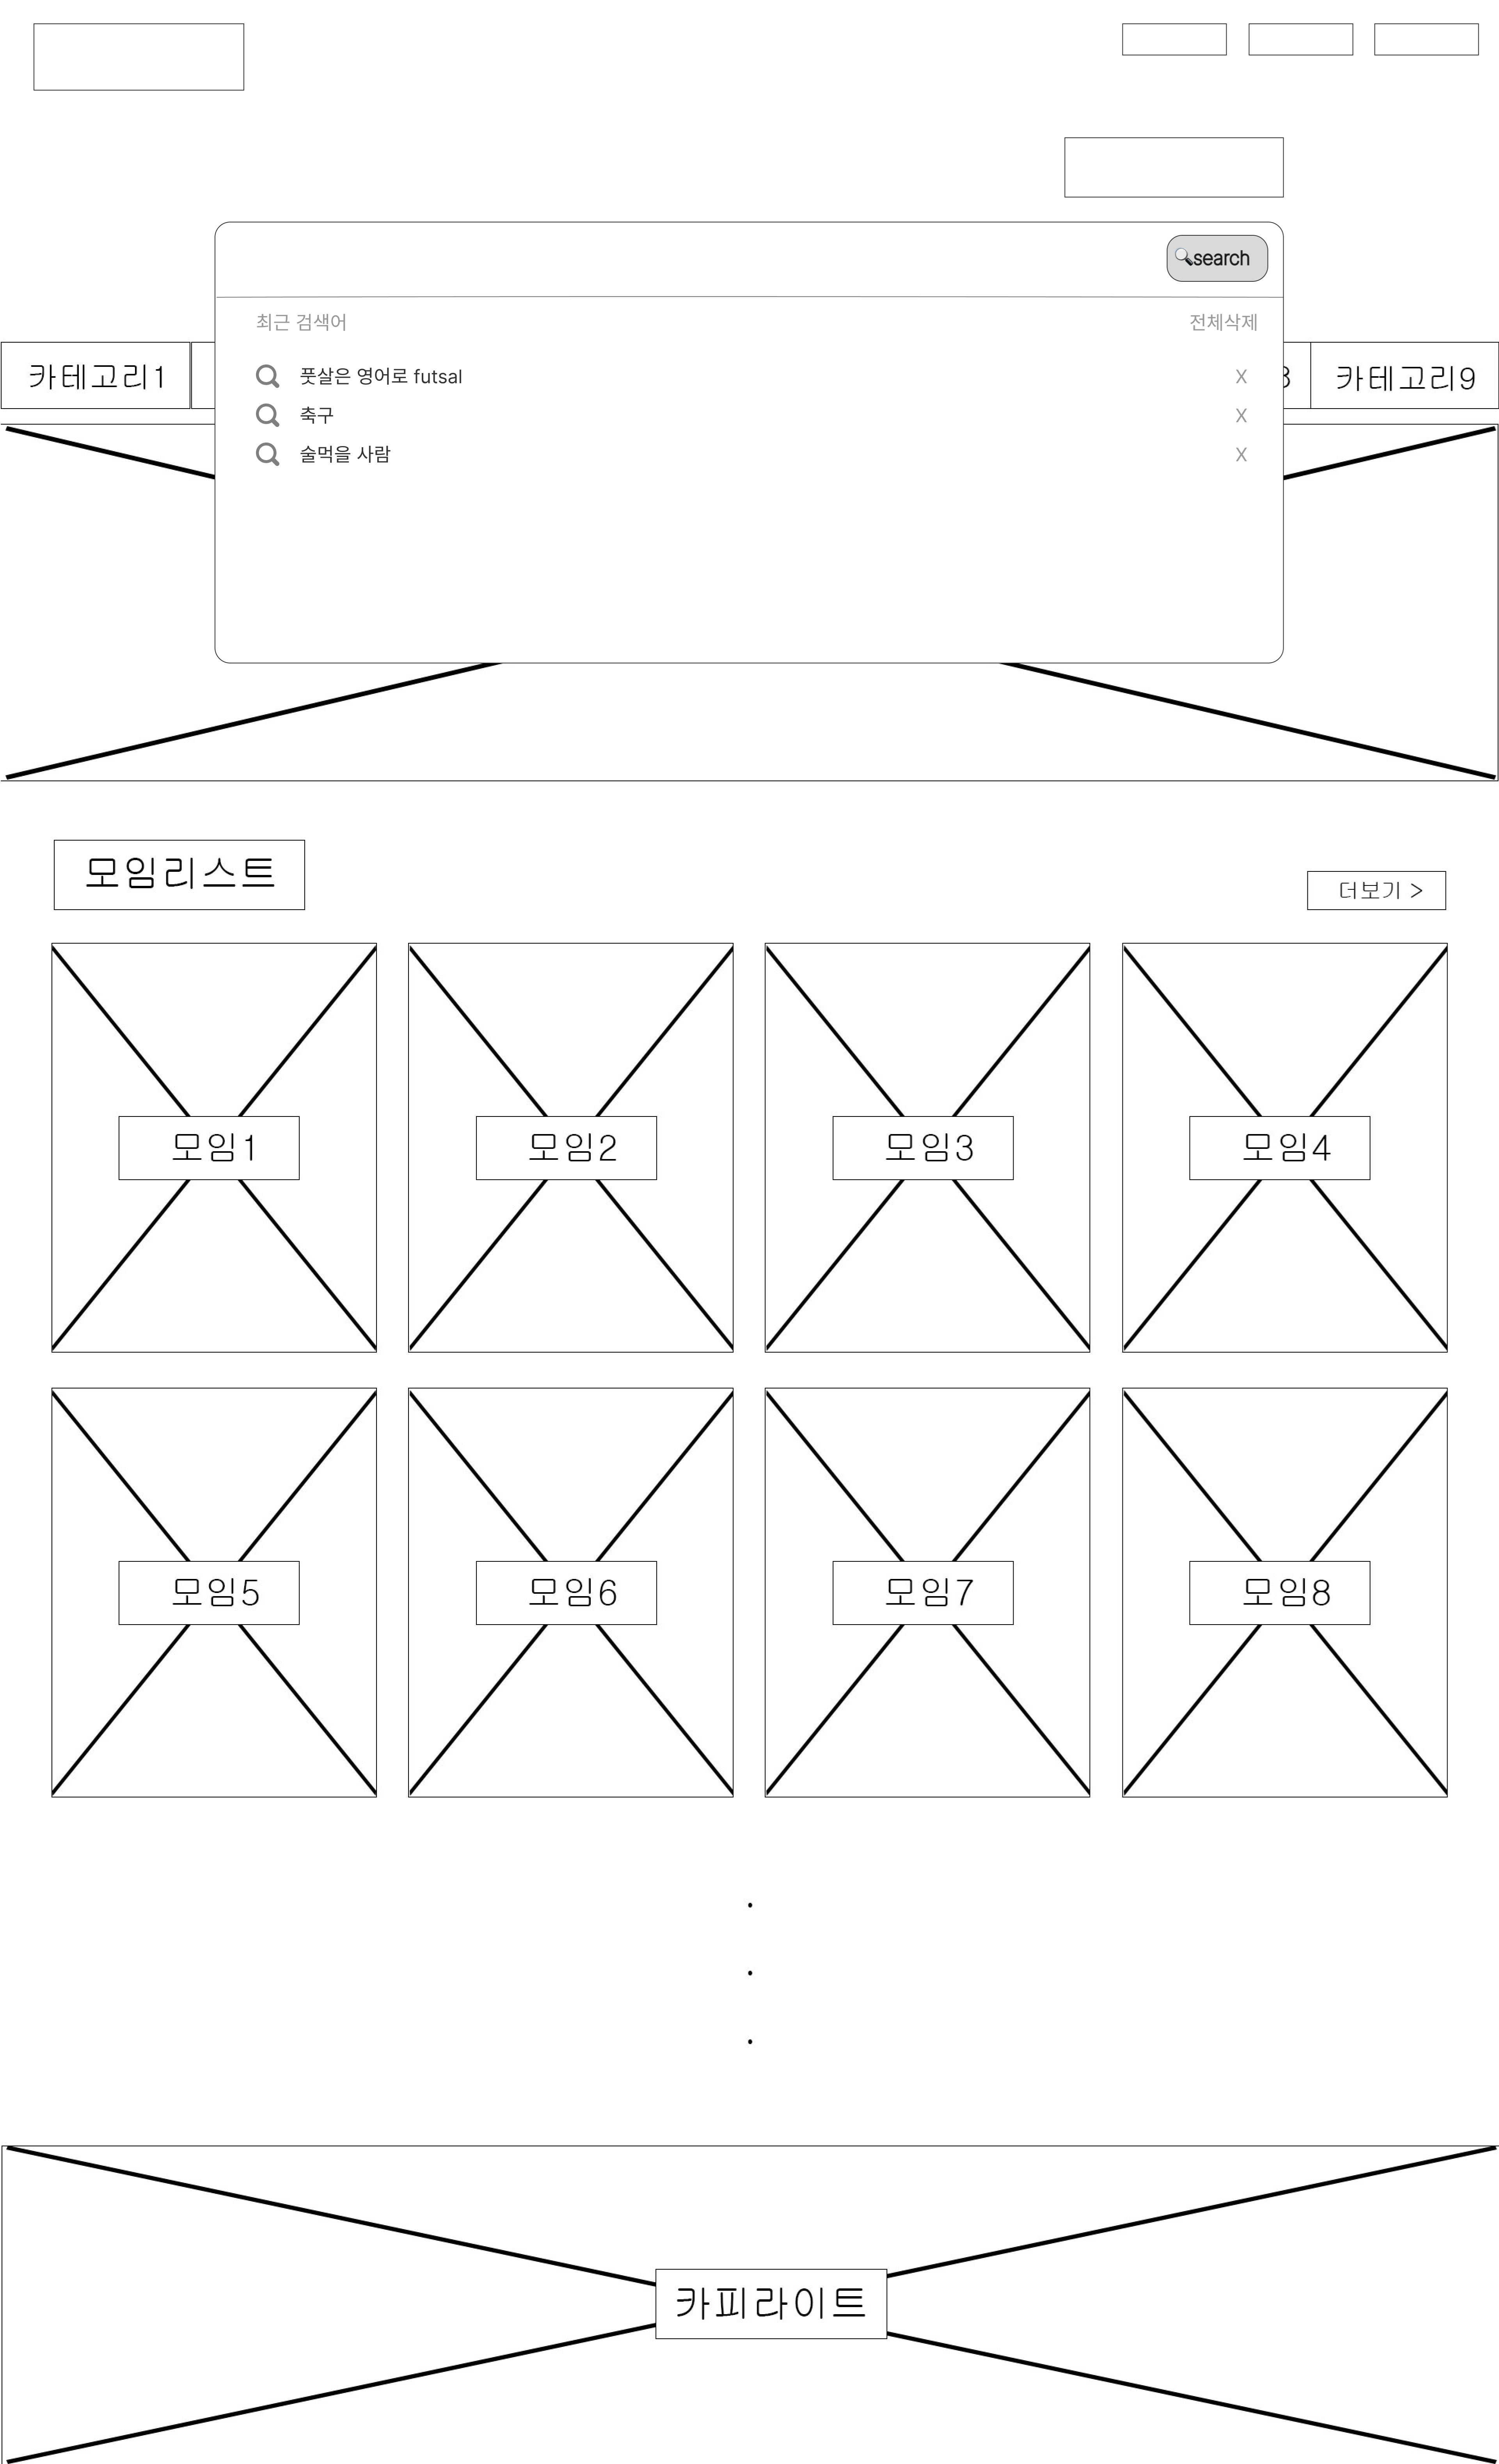 search
최근 검색어 전체삭제
카테고리1
풋살은 영어로 futsal X
카테고리9
축구 X
술먹을 사람 X
모임리스트
더보기 >
모임1 모임2 모임3 모임4
모임5 모임6 모임7 모임8
.
.
.
카피라이트